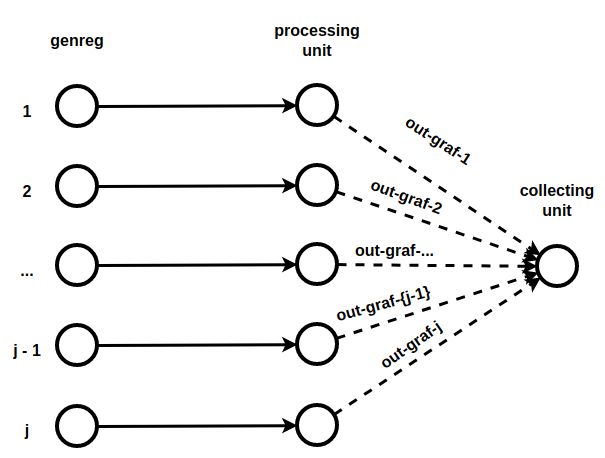 genreg
processing
unit
1
out-graf-1
2
out-graf-2
collecting
unit
out-graf-...
...
out-graf-{j-1}
j - 1
out-graf-j
j